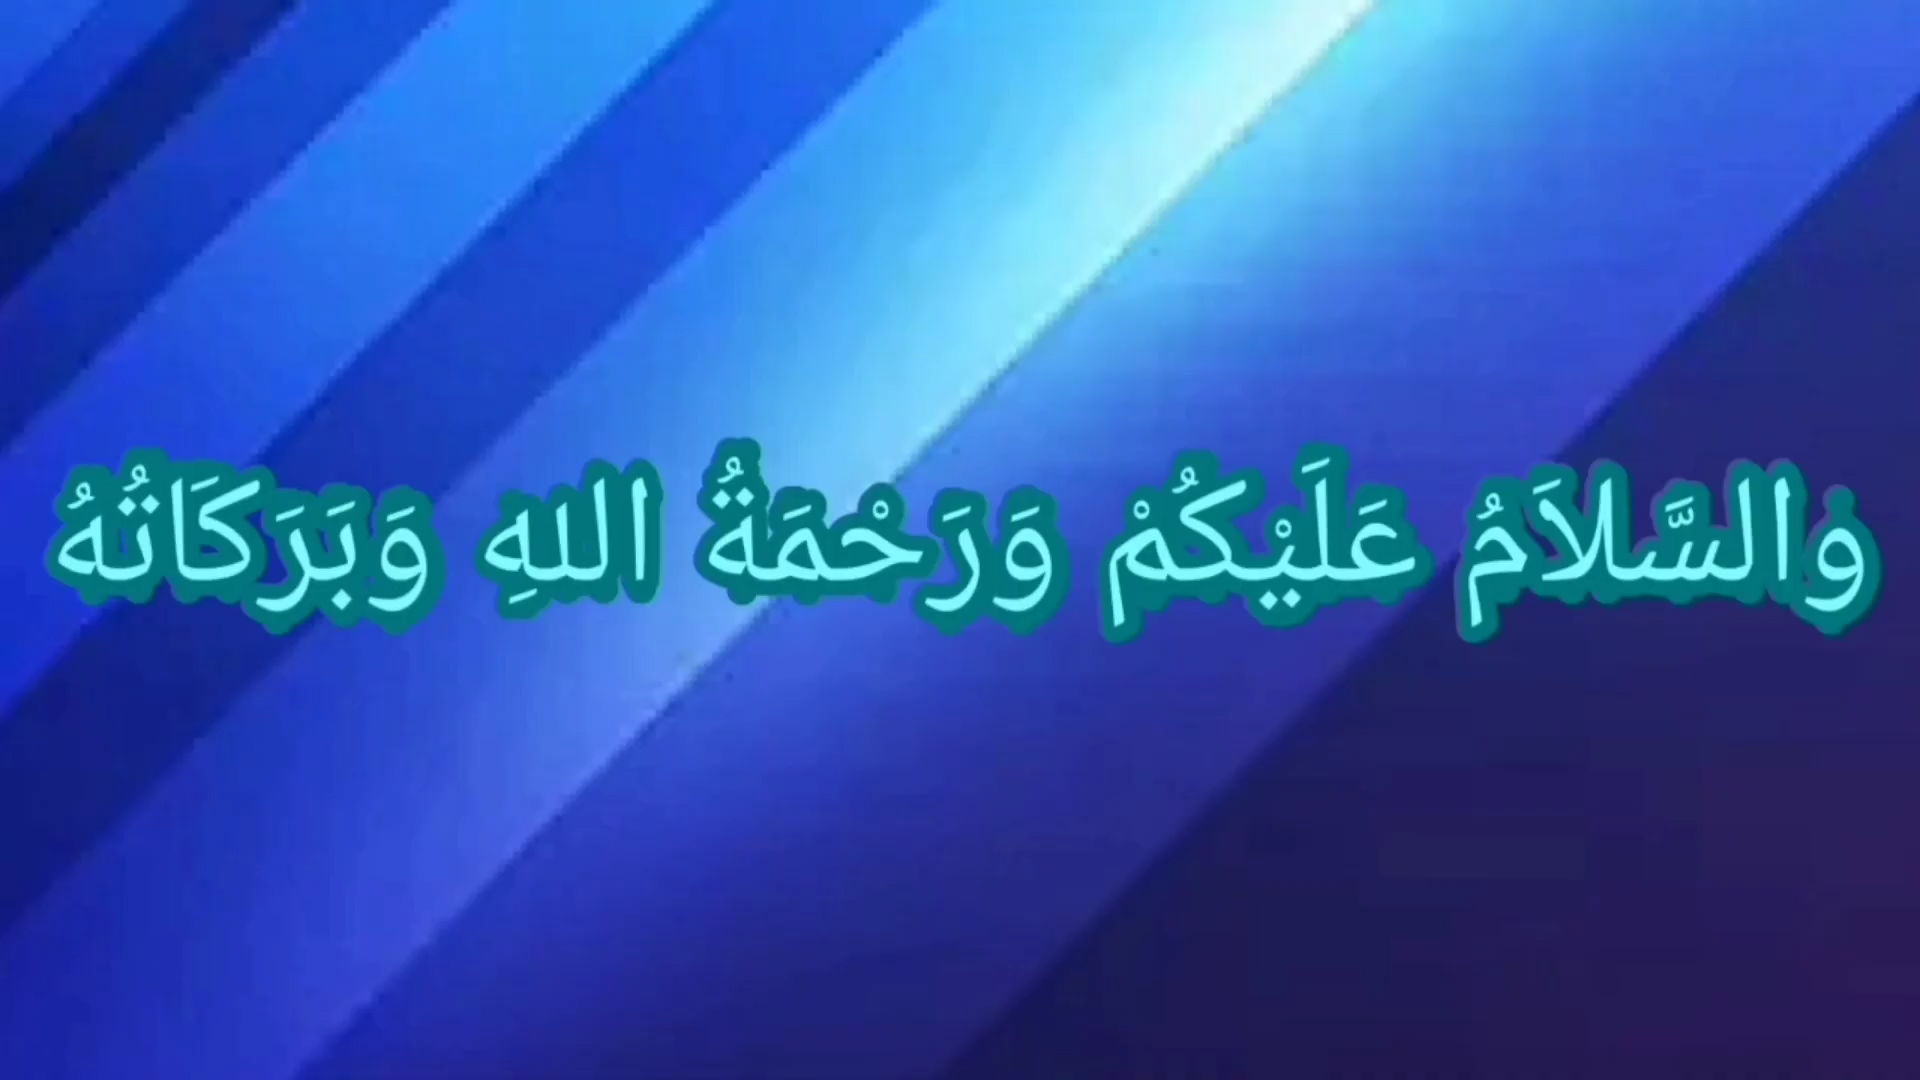 والسَّلاَمُ عَلَيْكُمْ وَرَحْمَةُ اللهِ وَبَرَكَاتُهُ